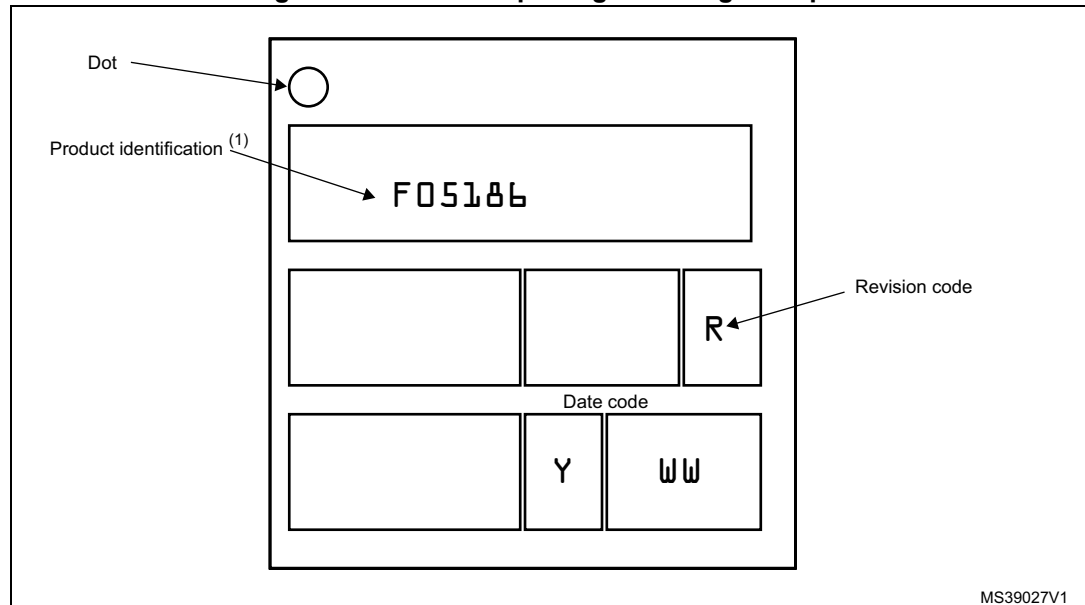 Dot
Product identification (1)
F05186
Revision code
R
Date code
Y WW
MS39027V1